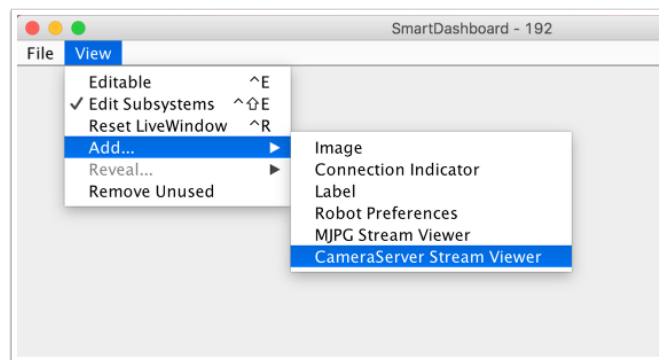 SmartDashboard - 192
File View
Editable ^E
✓ Edit Subsystems ^⇧E
Reset LiveWindow ^R
Add... ▶
Reveal... ▶
Remove Unused
Image
Connection Indicator
Label
Robot Preferences
MJPG Stream Viewer
CameraServer Stream Viewer